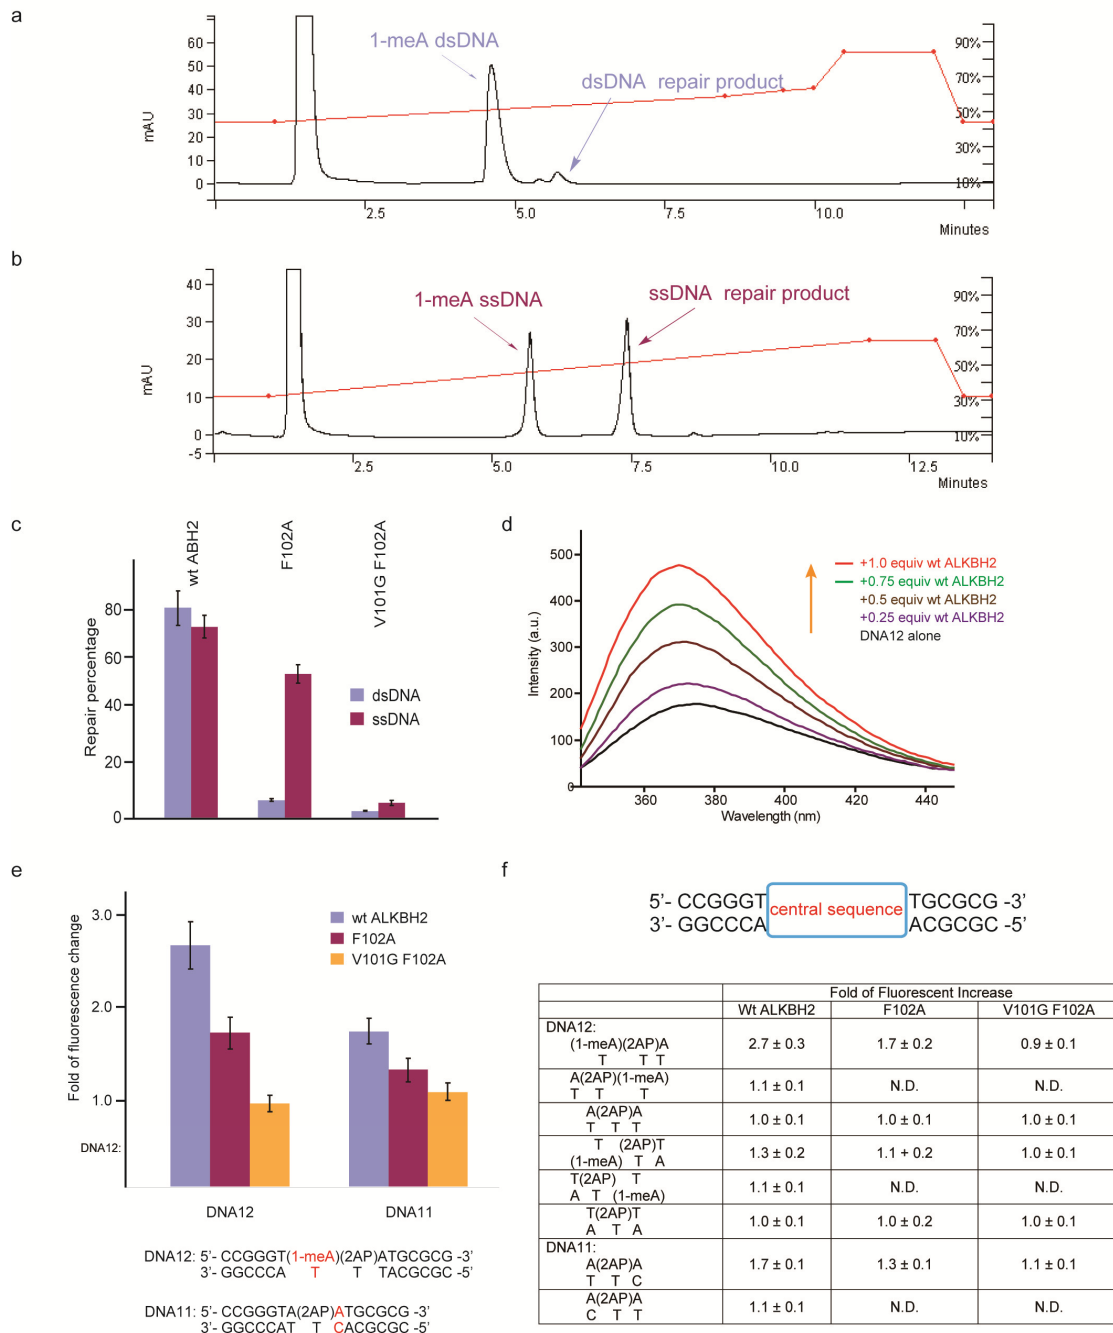 a
1-meA dsDNA
dsDNA repair product
mAU
60
50
40
30
20
10
0
90%
70%
50%
30%
10%
2.5
5.0
7.5
10.0
Minutes
b
1-meA ssDNA
ssDNA repair product
mAU
40
30
20
10
0
-5
90%
70%
50%
30%
10%
2.5
5.0
7.5
10.0
12.5
Minutes
c
wt ABH2
F102A
V101G F102A
Repair percentage
80
60
40
20
0
dsDNA
ssDNA
d
Intensity (a.u.)
500
400
300
200
100
0
+1.0 equiv wt ALKBH2
+0.75 equiv wt ALKBH2
+0.5 equiv wt ALKBH2
+0.25 equiv wt ALKBH2
DNA12 alone
360 380 400 420 440
Wavelength (nm)
e
Fold of fluorescence change
3.0
2.0
1.0
DNA12:
wt ALKBH2
F102A
V101G F102A
DNA12 DNA11
DNA12: 5'- CCGGGT(1-meA)(2AP)ATGCGCG -3'
3'- GGCCCA T T TACGCGC -5'
DNA11: 5'- CCGGGTA(2AP)ATGCGCG -3'
3'- GGCCCAT T CACGCGC -5'
f
5'- CCGGGT central sequence TGCGCG -3'
3'- GGCCCA ACGCGC -5'
Fold of Fluorescent Increase
Wt ALKBH2 F102A V101G F102A
DNA12:
(1-meA)(2AP)A 2.7 ± 0.3 1.7 ± 0.2 0.9 ± 0.1
T T T
A(2AP)(1-meA) 1.1 ± 0.1 N.D. N.D.
T T T
A(2AP)A 1.0 ± 0.1 1.0 ± 0.1 1.0 ± 0.1
T T T
T (2AP)T 1.3 ± 0.2 1.1 + 0.2 1.0 ± 0.1
(1-meA) T A
T(2AP) T 1.1 ± 0.1 N.D. N.D.
A T (1-meA)
T(2AP)T 1.0 ± 0.1 1.0 ± 0.2 1.0 ± 0.1
A T A
DNA11:
A(2AP)A 1.7 ± 0.1 1.3 ± 0.1 1.1 ± 0.1
T T C
A(2AP)A 1.1 ± 0.1 N.D. N.D.
C T T